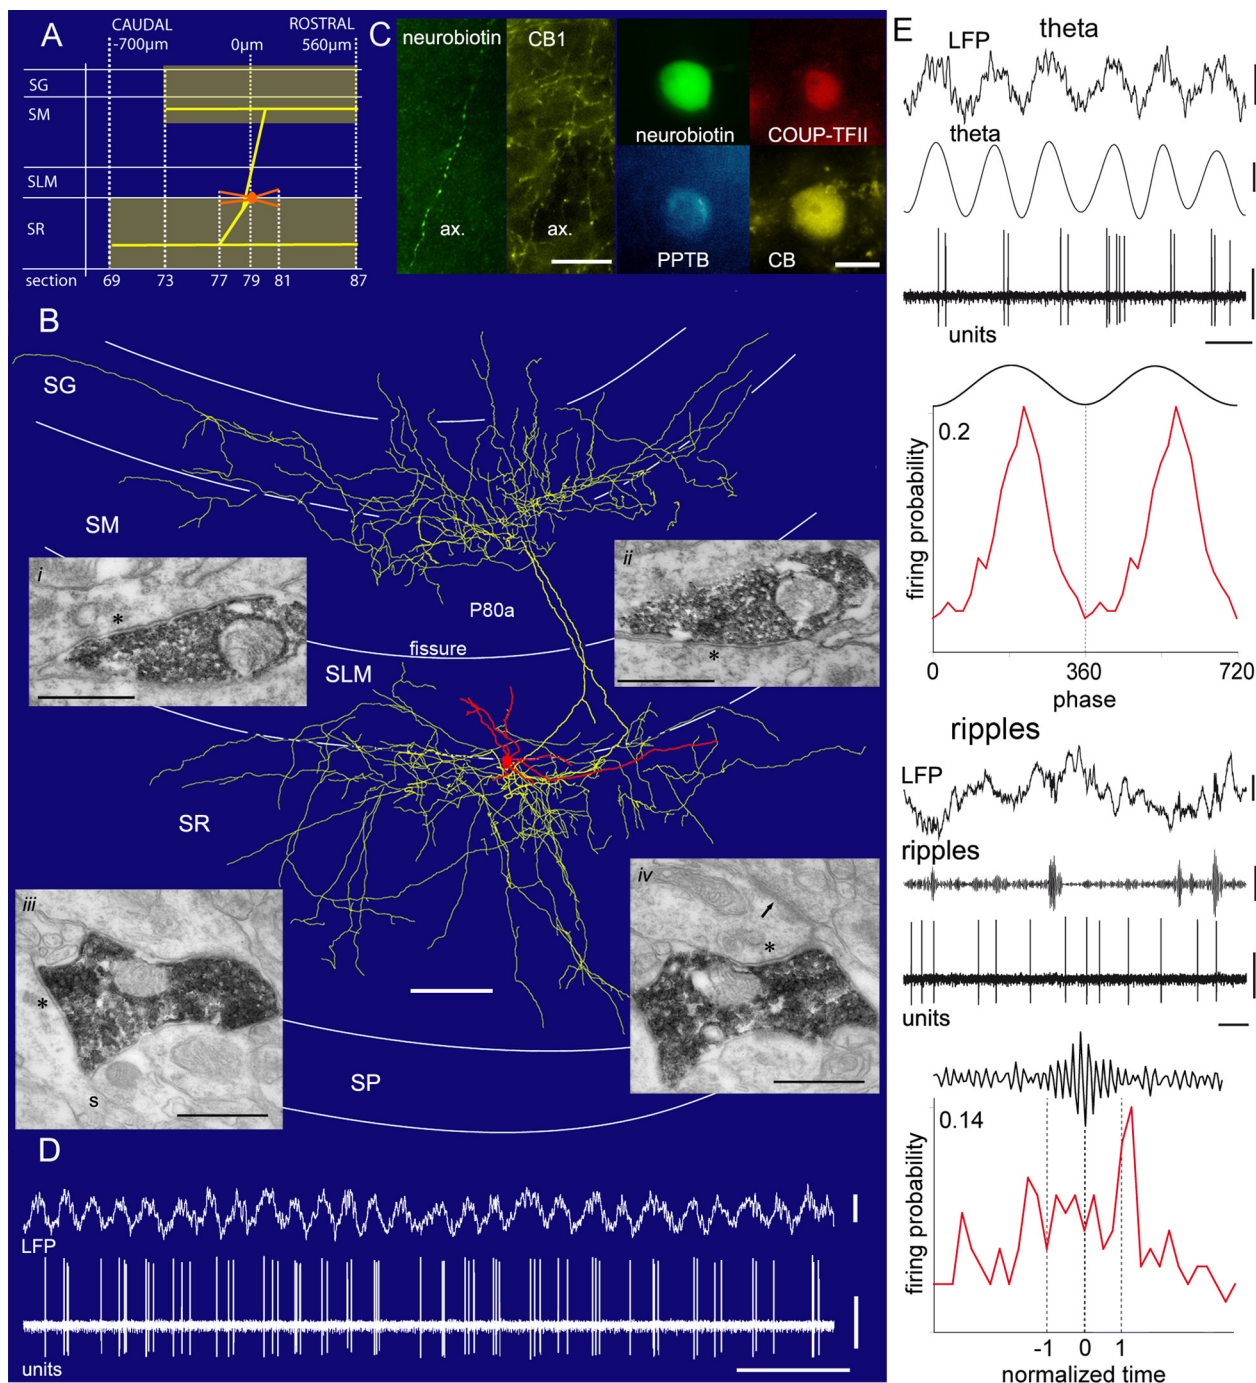 A
CAUDAL
-700µm
0µm
ROSTRAL
560µm
SG
SM
SLM
SR
section
69
73
77
79
81
87
C
neurobiotin
ax.
CB1
ax.
neurobiotin
COUP-TFII
PPTB
CB
B
SG
SM
i
*
ii
*
P80a
fissure
SLM
SR
iii
*
s
iv
*
SP
D
LFP
units
E
theta
LFP
theta
units
0.2
firing probability
0
360
720
phase
ripples
LFP
ripples
units
0.14
firing probability
-1
0
1
normalized time